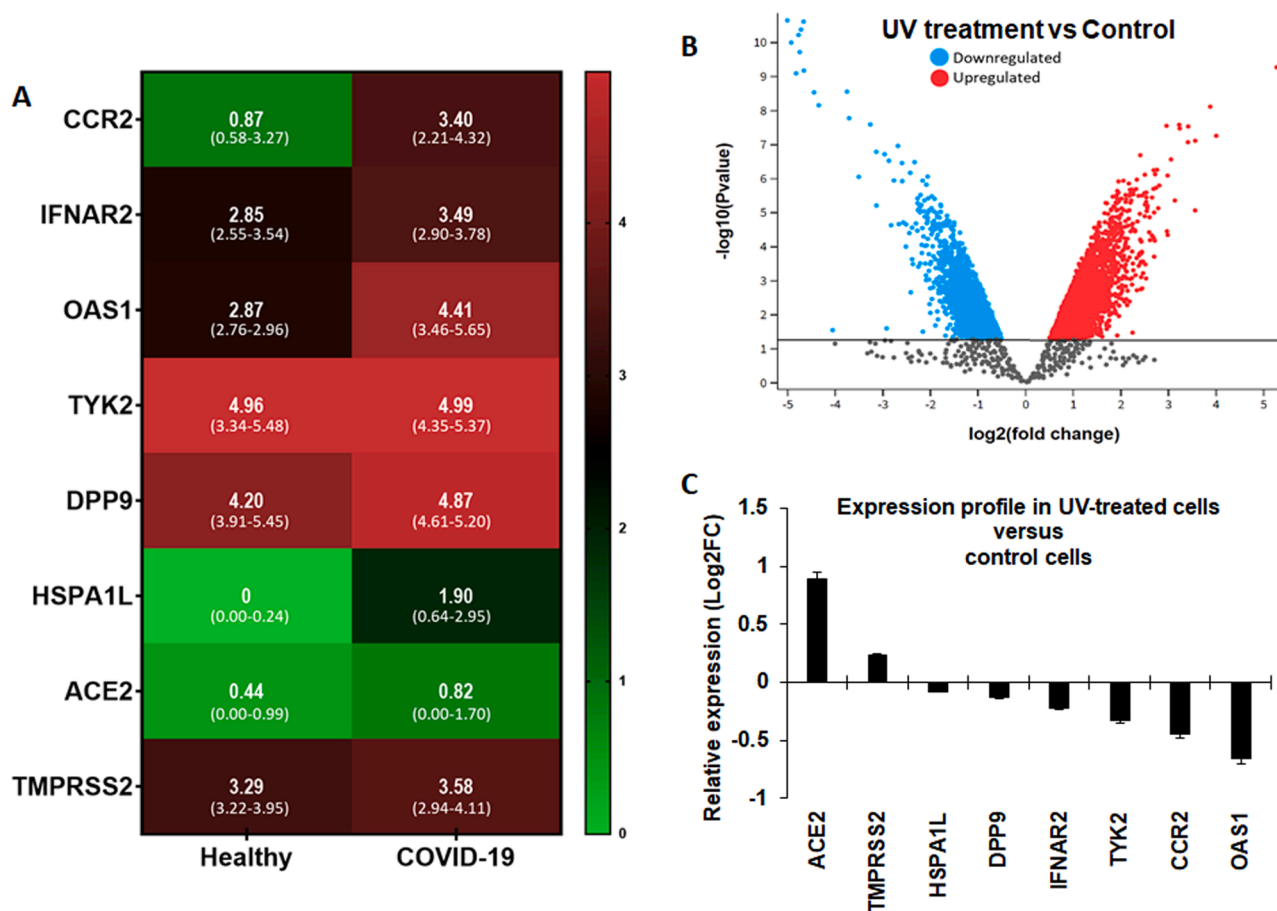 A
CCR2
0.87
(0.58-3.27)
3.40
(2.21-4.32)
IFNAR2
2.85
(2.55-3.54)
3.49
(2.90-3.78)
OAS1
2.87
(2.76-2.96)
4.41
(3.46-5.65)
TYK2
4.96
(3.34-5.48)
4.99
(4.35-5.37)
DPP9
4.20
(3.91-5.45)
4.87
(4.61-5.20)
HSPA1L
0
(0.00-0.24)
1.90
(0.64-2.95)
ACE2
0.44
(0.00-0.99)
0.82
(0.00-1.70)
TMPRSS2
3.29
(3.22-3.95)
3.58
(2.94-4.11)
Healthy
COVID-19
4
3
2
1
0
B
UV treatment vs Control
Downregulated
Upregulated
-log10(Pvalue)
10
9
8
7
6
5
4
3
2
1
0
-5
-4
-3
-2
-1
0
1
2
3
4
5
log2(fold change)
C
Expression profile in UV-treated cells
versus
control cells
Relative expression (Log2FC)
1.5
1
0.5
0
-0.5
-1
ACE2
TMPRSS2
HSPA1L
DPP9
IFNAR2
TYK2
CCR2
OAS1